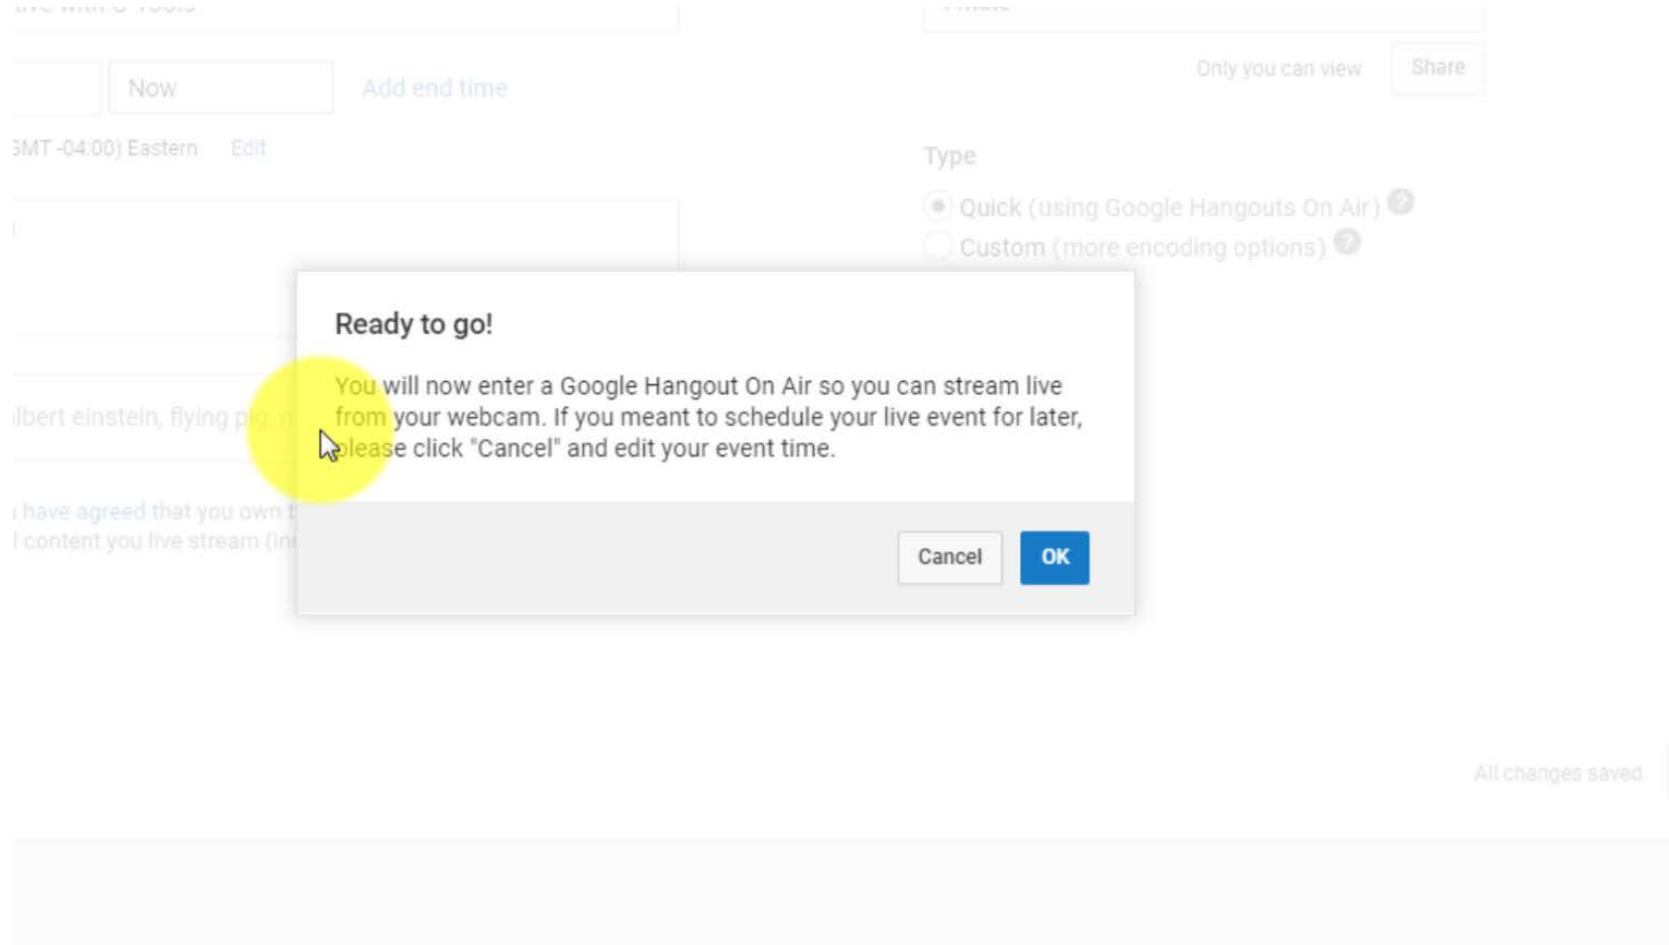 Now
Add end time
Only you can view
Share
GMT -04:00) Eastern
Edit
Type
Quick (using Google Hangouts On Air) ?
Custom (more encoding options) ?
Ready to go!
You will now enter a Google Hangout On Air so you can stream live
from your webcam. If you meant to schedule your live event for later,
please click "Cancel" and edit your event time.
lbert einstein, flying pig,
have agreed that you own
content you live stream
Cancel
OK
All changes saved.